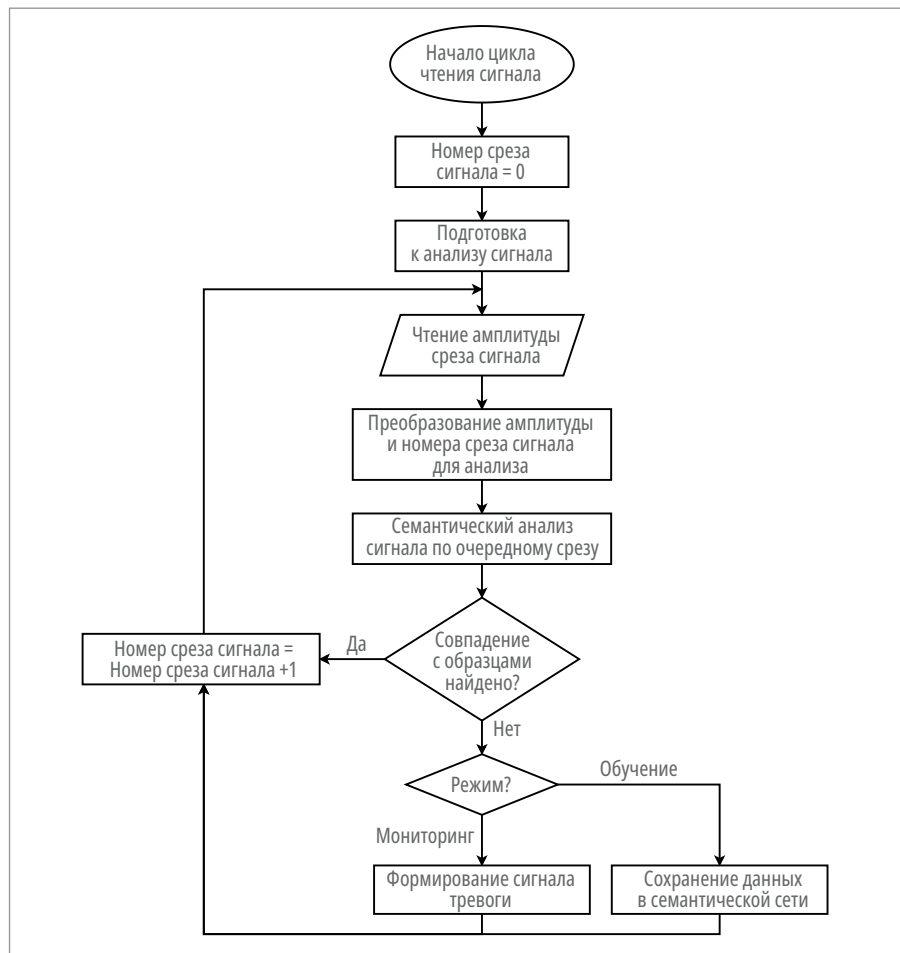 Начало цикла
чтения сигнала
Номер среза
сигнала = 0
Подготовка
к анализу сигнала
Чтение амплитуды
среза сигнала
Преобразование амплитуды
и номера среза сигнала
для анализа
Семантический анализ
сигнала по очередному срезу
Совпадение
с образцами
найдено?
Да
Номер среза сигнала =
Номер среза сигнала +1
Нет
Режим?
Обучение
Мониторинг
Формирование сигнала
тревоги
Сохранение данных
в семантической сети